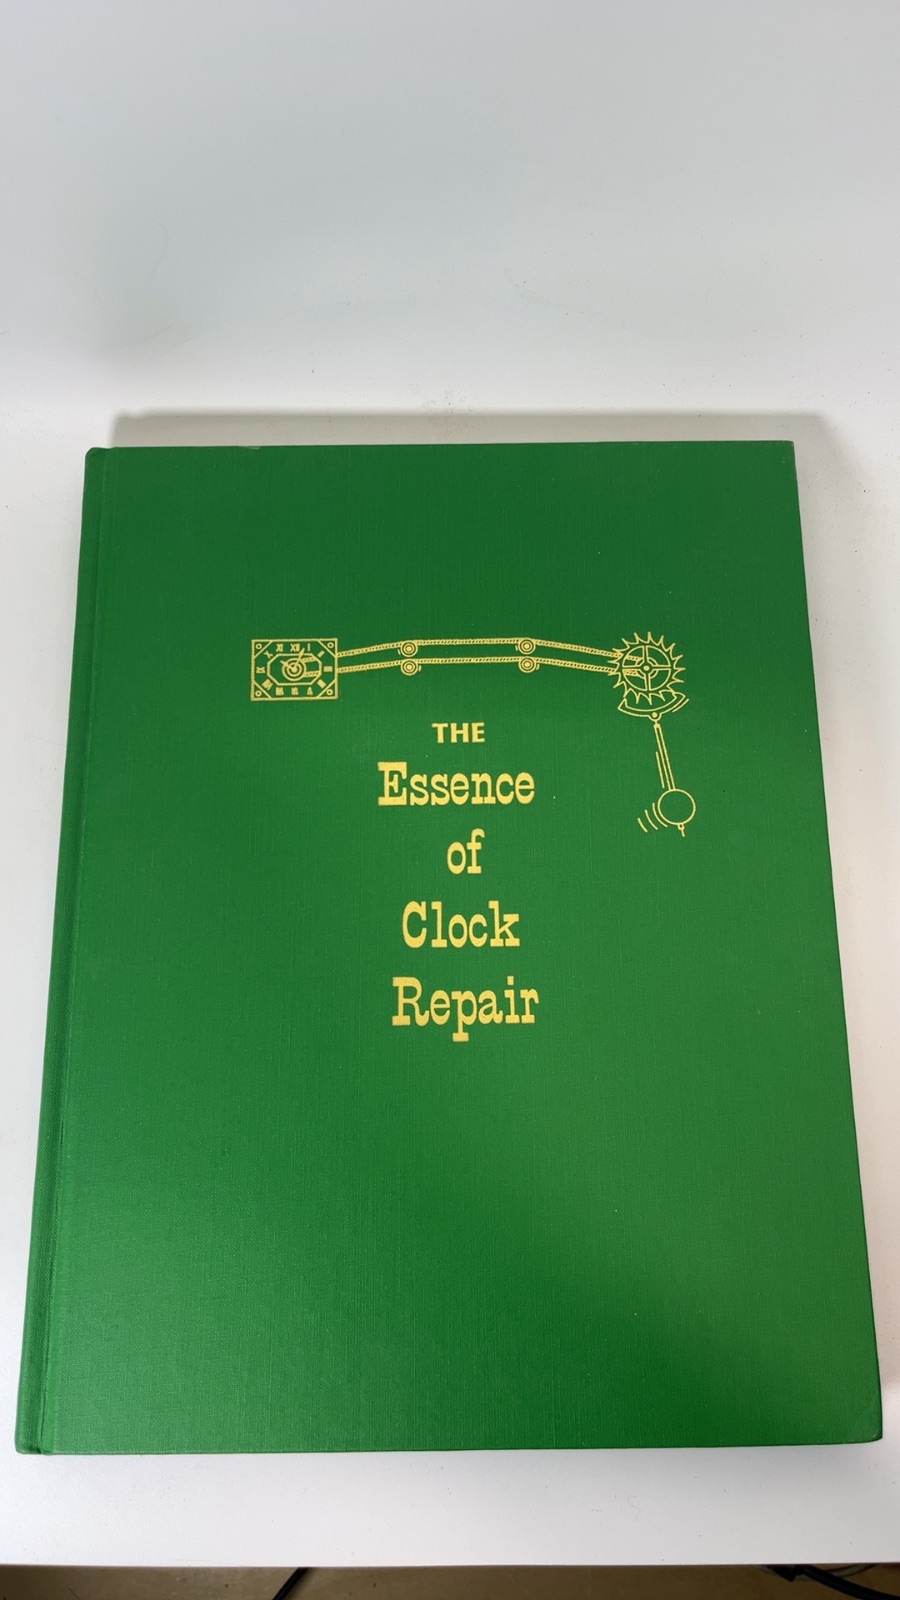 THE
Essence
of
Clock
Repair